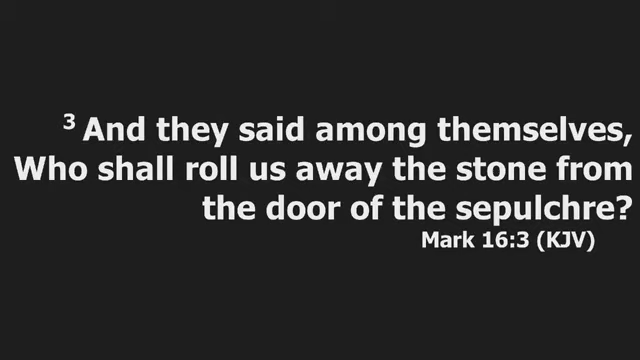 3 And they said among themselves,
Who shall roll us away the stone from
the door of the sepulchre?
Mark 16:3 (KJV)